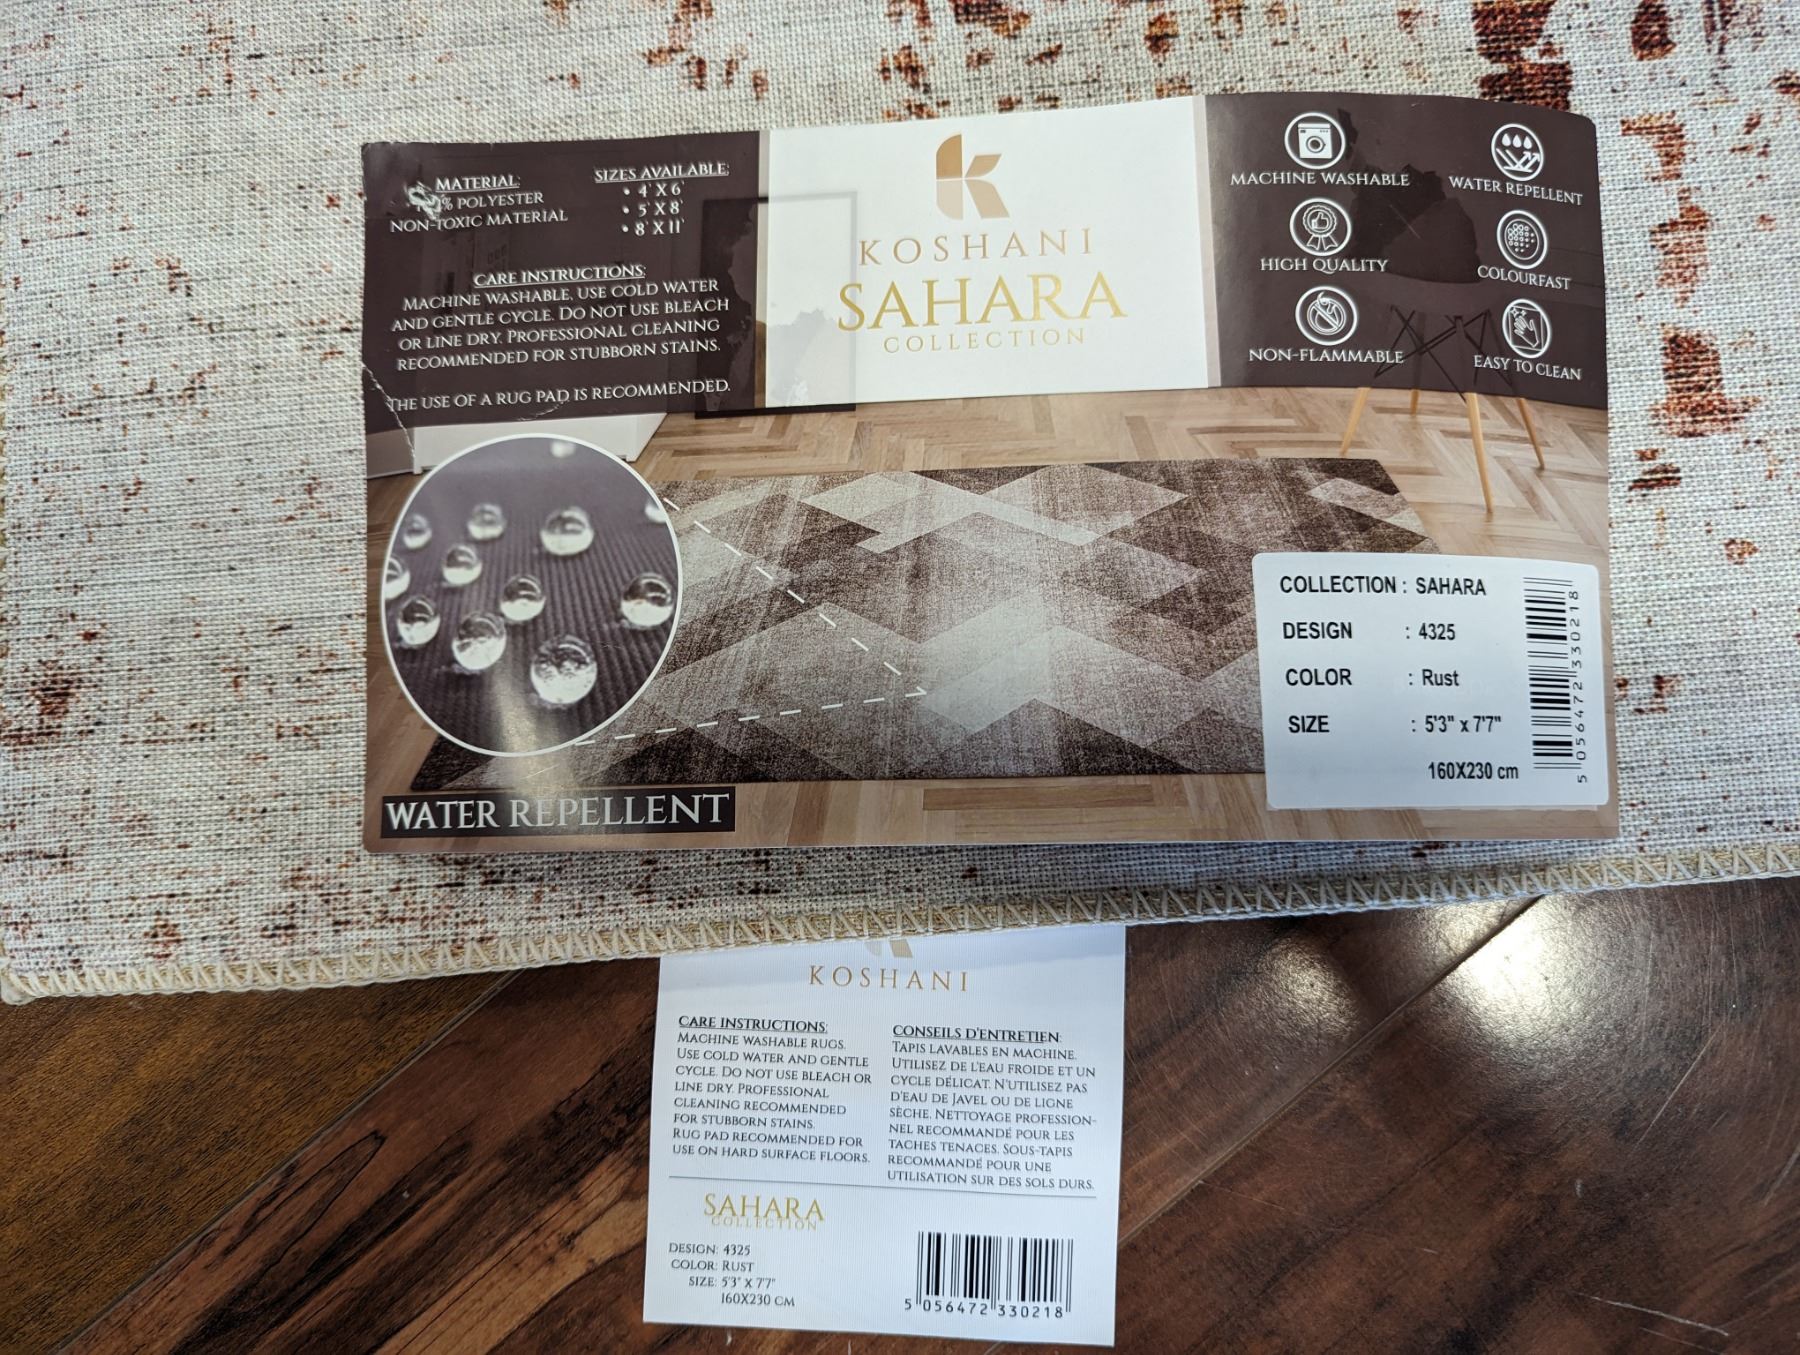 MATERIAL:
% POLYESTER
NON-TOXIC MATERIAL
SIZES AVAILABLE:
• 4' X 6'
• 5' X 8'
• 8' X 11'
CARE INSTRUCTIONS:
MACHINE WASHABLE, USE COLD WATER
AND GENTLE CYCLE. DO NOT USE BLEACH
OR LINE DRY. PROFESSIONAL CLEANING
RECOMMENDED FOR STUBBORN STAINS.
THE USE OF A RUG PAD IS RECOMMENDED.
KOSHANI
SAHARA
COLLECTION
MACHINE WASHABLE
WATER REPELLENT
HIGH QUALITY
COLOURFAST
NON-FLAMMABLE
EASY TO CLEAN
WATER REPELLENT
COLLECTION : SAHARA
DESIGN : 4325
COLOR : Rust
SIZE : 5'3" x 7'7"
160X230 cm
5 056472 330218
KOSHANI
CARE INSTRUCTIONS:
MACHINE WASHABLE RUGS.
USE COLD WATER AND GENTLE
CYCLE. DO NOT USE BLEACH OR
LINE DRY. PROFESSIONAL
CLEANING RECOMMENDED
FOR STUBBORN STAINS.
RUG PAD RECOMMENDED FOR
USE ON HARD SURFACE FLOORS.
CONSEILS D'ENTRETIEN:
TAPIS LAVABLES EN MACHINE.
UTILISEZ DE L'EAU FROIDE ET UN
CYCLE DÉLICAT. N'UTILISEZ PAS
D'EAU DE JAVEL OU DE LIGNE
SÈCHE. NETTOYAGE PROFESSION-
NEL RECOMMANDÉ POUR LES
TACHES TENACES. SOUS-TAPIS
RECOMMANDÉ POUR UNE
UTILISATION SUR DES SOLS DURS.
SAHARA
COLLECTION
DESIGN: 4325
COLOR: RUST
SIZE: 5'3" X 7'7"
160X230 CM
5 056472 330218